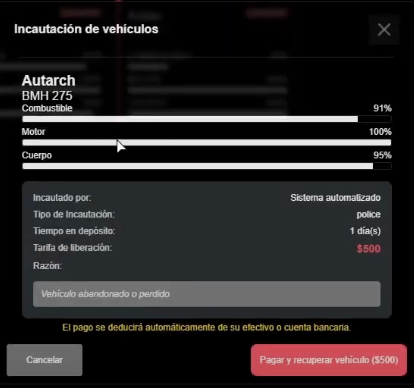 Incautación de vehículos
Autarch
BMH 275
Combustible 91%
Motor 100%
Cuerpo 95%
Incautado por: Sistema automatizado
Tipo de Incautación: police
Tiempo en depósito: 1 día(s)
Tarifa de liberación: $500
Razón:
Vehículo abandonado o perdido
El pago se deducirá automáticamente de su efectivo o cuenta bancaria.
Cancelar
Pagar y recuperar vehículo ($500)